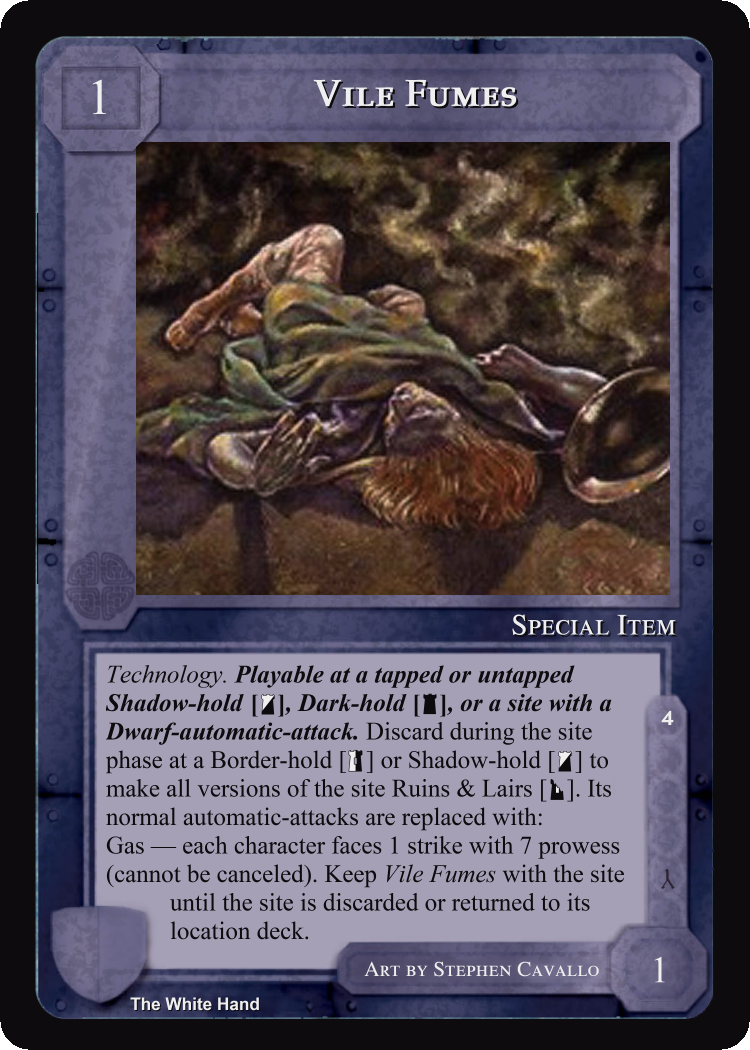 1
Vile Fumes
Special Item
Technology. Playable at a tapped or untapped
Shadow-hold [], Dark-hold [], or a site with a
Dwarf-automatic-attack. Discard during the site
phase at a Border-hold [] or Shadow-hold [] to
make all versions of the site Ruins & Lairs []. Its
normal automatic-attacks are replaced with:
Gas — each character faces 1 strike with 7 prowess
(cannot be canceled). Keep Vile Fumes with the site
until the site is discarded or returned to its
location deck.
4
Art by Stephen Cavallo
1
The White Hand